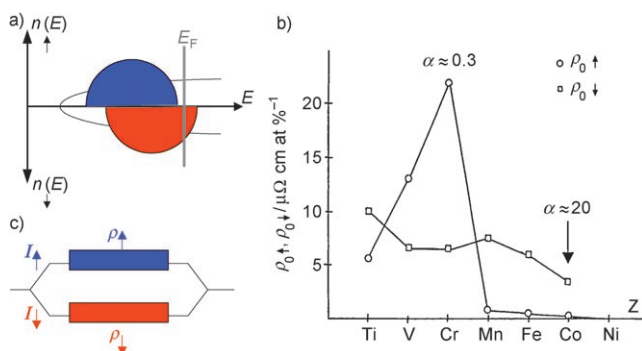 a)
n(E)
↑
E_F
E
n(E)
↓
c)
I↑
ρ↑
I↓
ρ↓
b)
α ≈ 0.3
ρ₀ ↑
ρ₀ ↓
20
15
10
5
ρ₀↑, ρ₀↓/μΩ cm at %⁻¹
α ≈ 20
Z
Ti V Cr Mn Fe Co Ni